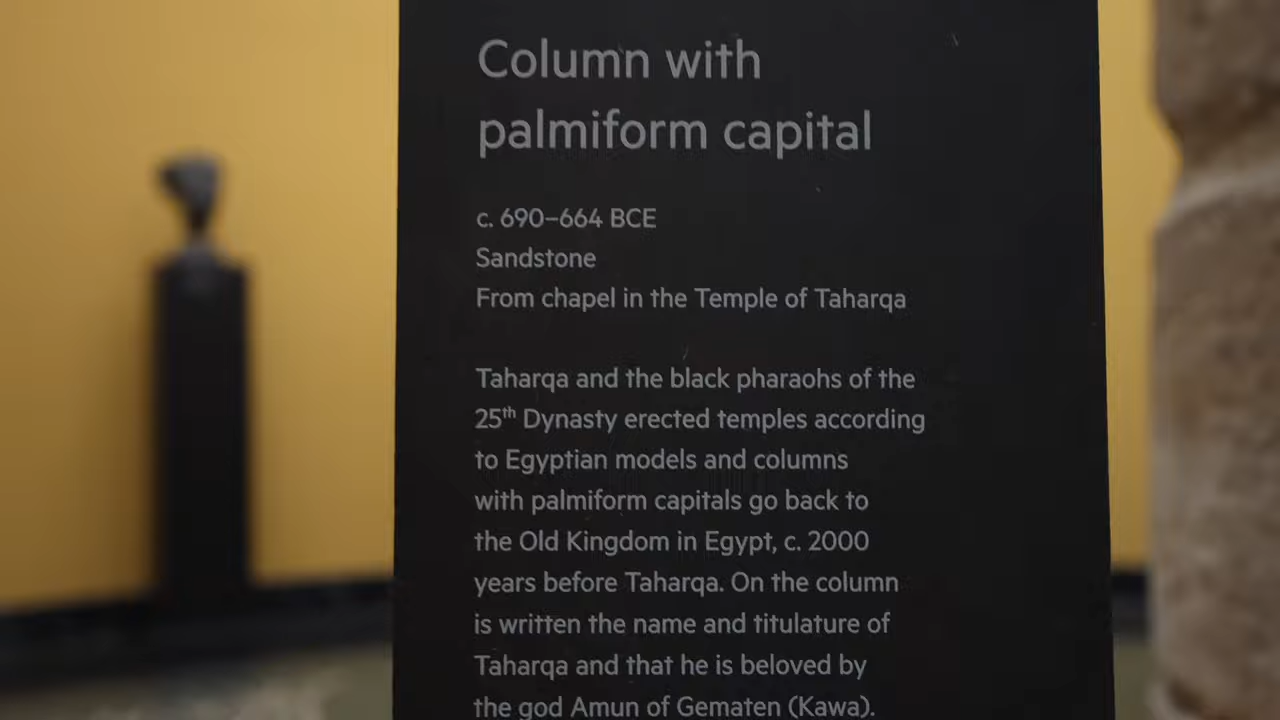 Column with
palmiform capital
c. 690–664 BCE
Sandstone
From chapel in the Temple of Taharqa
Taharqa and the black pharaohs of the
25th Dynasty erected temples according
to Egyptian models and columns
with palmiform capitals go back to
the Old Kingdom in Egypt, c. 2000
years before Taharqa. On the column
is written the name and titulature of
Taharqa and that he is beloved by
the god Amun of Gematen (Kawa).